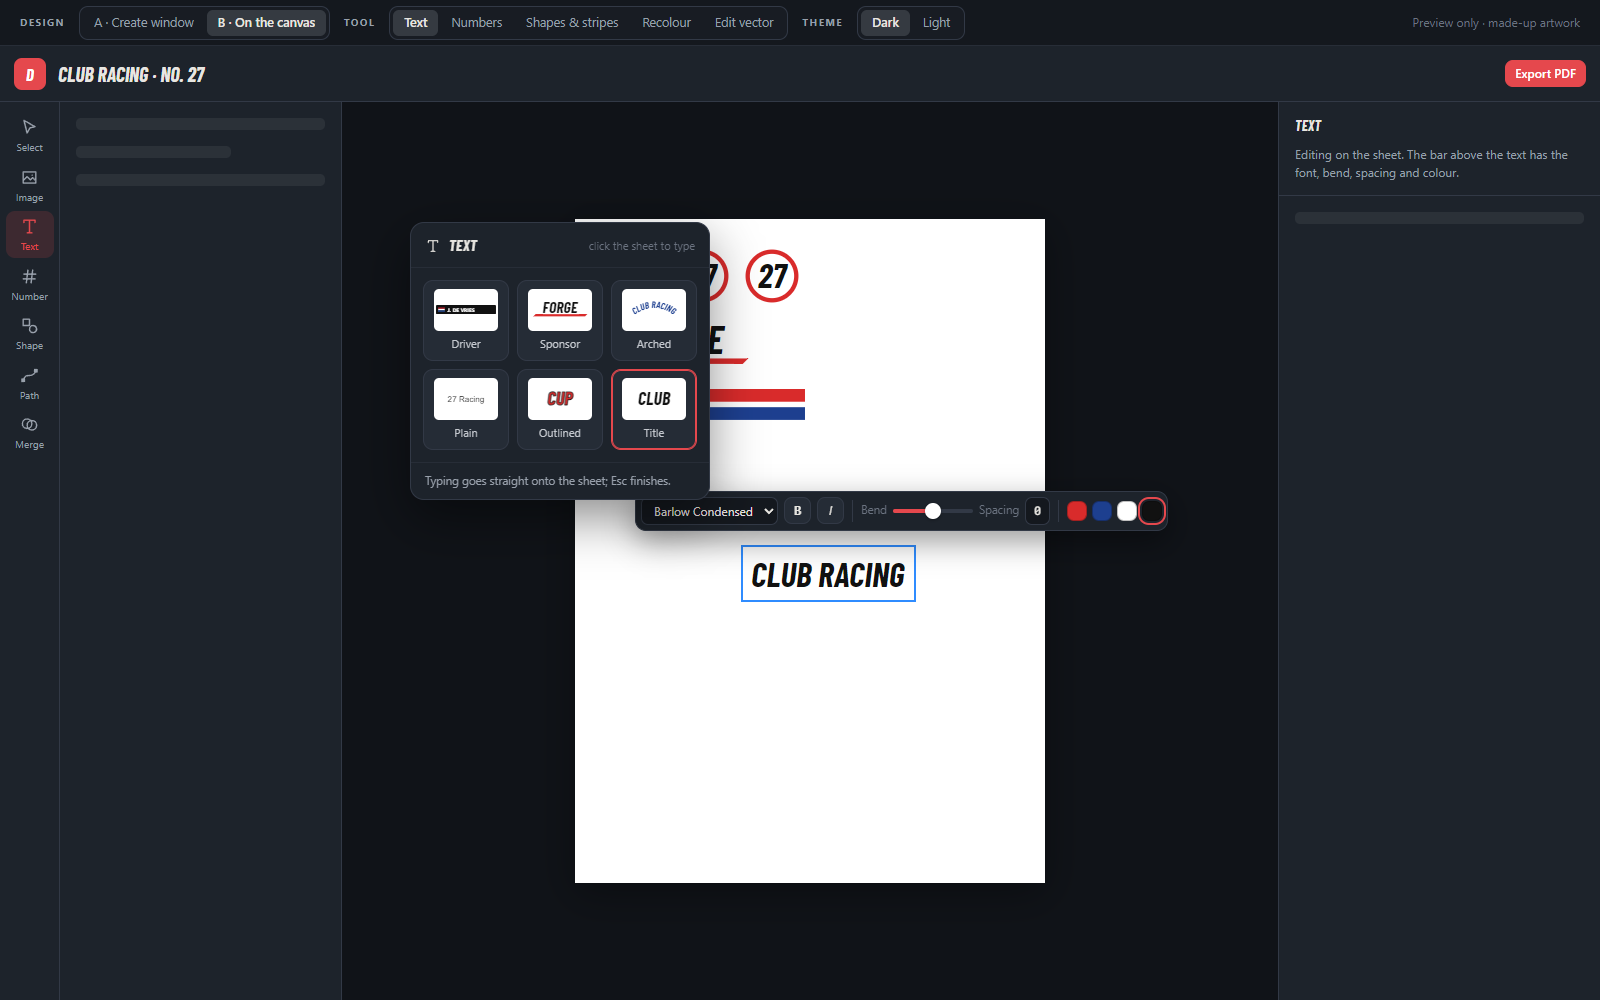 DESIGN A · Create window B · On the canvas TOOL Text Numbers Shapes & stripes Recolour Edit vector THEME Dark Light Preview only · made-up artwork
D CLUB RACING · NO. 27 Export PDF
Select
Image
Text
Number
Shape
Path
Merge
T TEXT click the sheet to type
J. DE VRIES FORGE CLUB RACING
Driver Sponsor Arched
27 Racing CUP CLUB
Plain Outlined Title
Typing goes straight onto the sheet; Esc finishes.
7 27
E
Barlow Condensed B I Bend Spacing 0
CLUB RACING
TEXT
Editing on the sheet. The bar above the text has the
font, bend, spacing and colour.